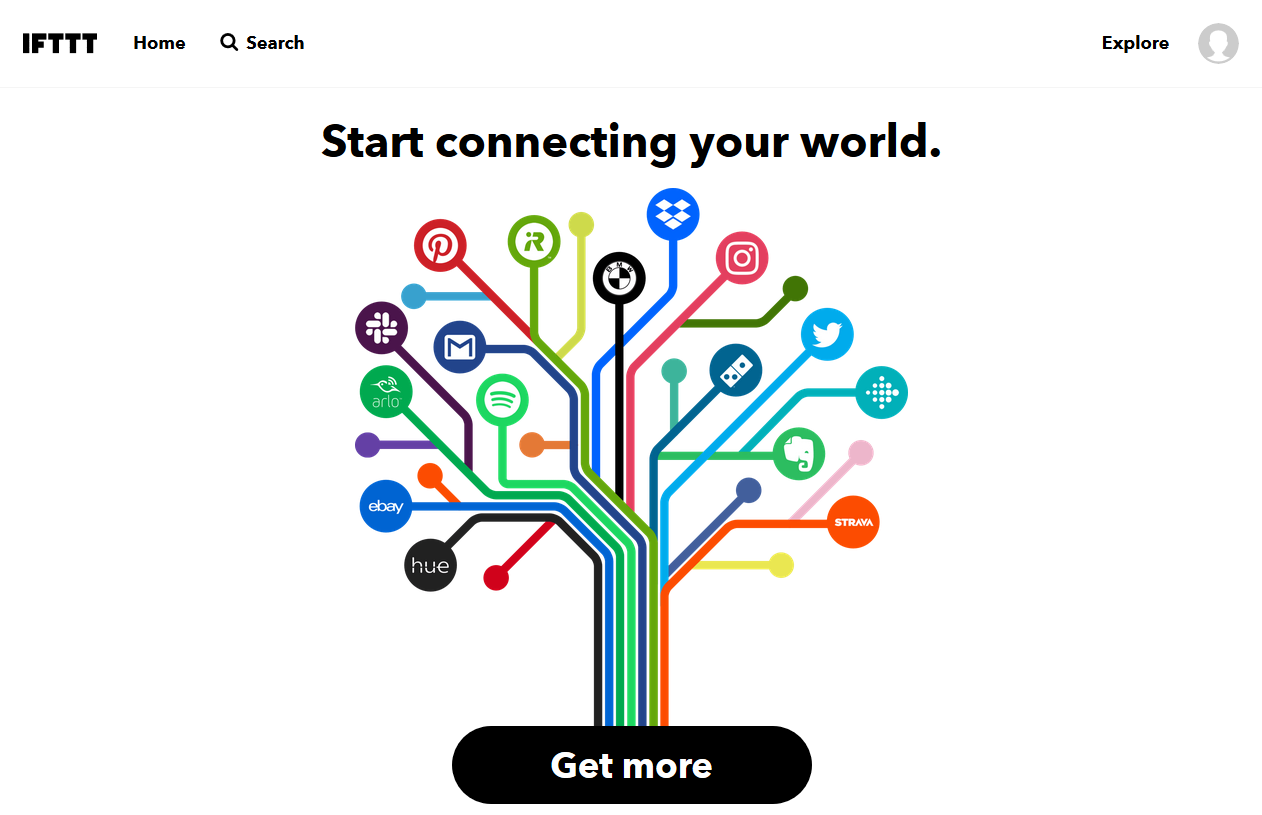 IFTTT
Home
Search
Explore
Start connecting your world.
BMW
arlo
ebay
STRAVA
hue
Get more